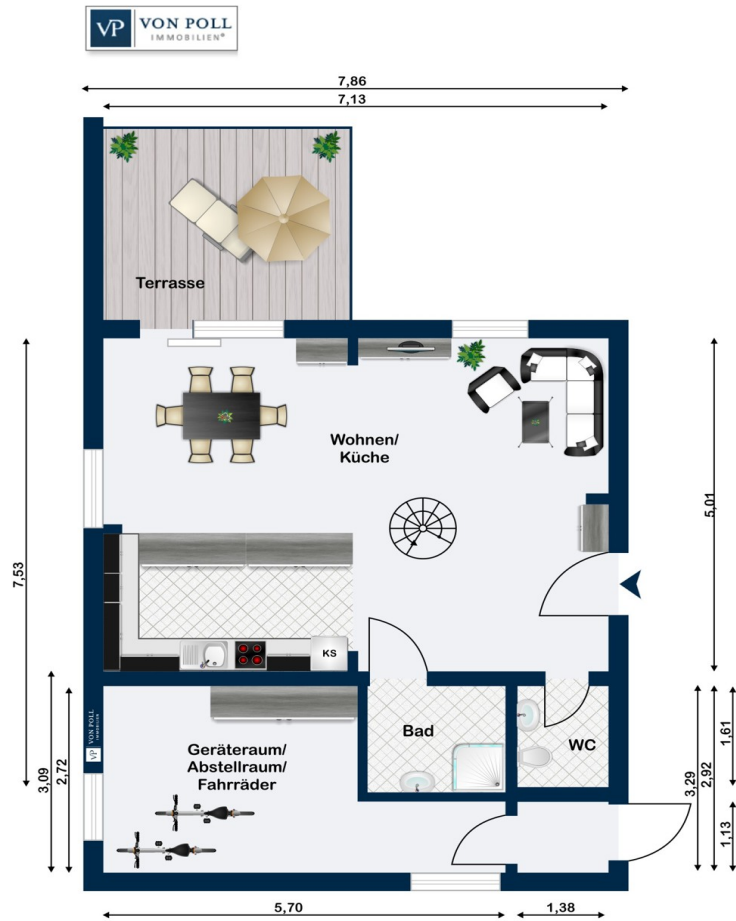 VP VON POLL
IMMOBILIEN®
7,86
7,13
Terrasse
Wohnen/
Küche
5,01
7,53
KS
Bad
WC
VP VON POLL
IMMOBILIEN
Geräteraum/
Abstellraum/
Fahrräder
3,09
2,72
3,29
2,92
1,61
1,13
5,70
1,38